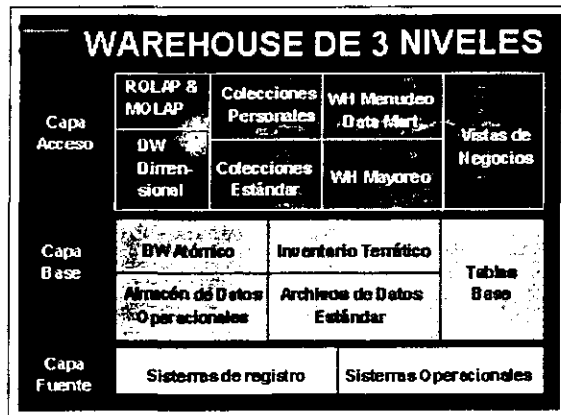 WAREHOUSE DE 3 NIVELES
Capa
Acceso
ROLAP &
MOLAP
Colecciones
Personales
WH Menudeo
Data Mart
Vistas de
Negocios
DW
Dimen-
sional
Colecciones
Estándar
WH Mayoreo
Capa
Base
DW Atómico
Inventario Temático
Tablas
Base
Almacén de Datos
Operacionales
Archivos de Datos
Estándar
Capa
Fuente
Sistemas de registro
Sistemas Operacionales